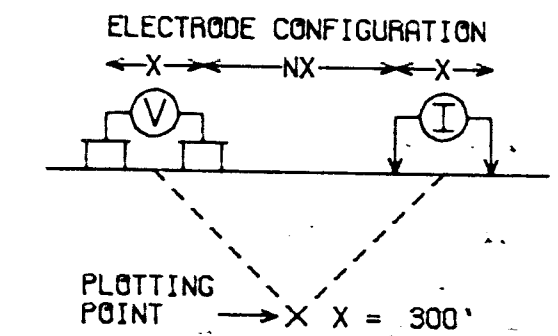 ELECTRODE CONFIGURATION
X NX X
V I
PLOTTING
POINT X X = 300'